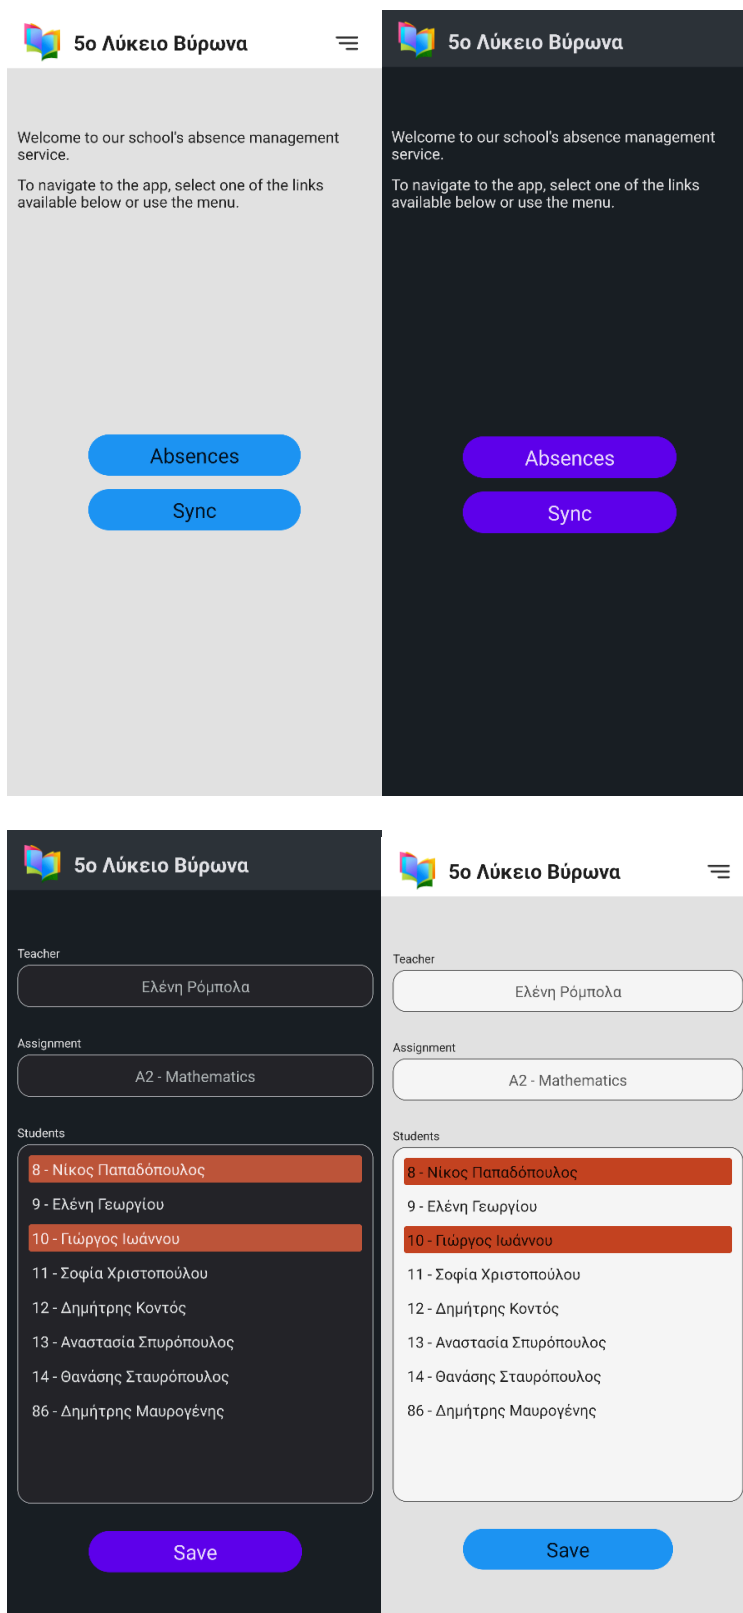 5ο Λύκειο Βύρωνα
Welcome to our school's absence management
service.
To navigate to the app, select one of the links
available below or use the menu.
Absences
Sync
5ο Λύκειο Βύρωνα
Welcome to our school's absence management
service.
To navigate to the app, select one of the links
available below or use the menu.
Absences
Sync
5ο Λύκειο Βύρωνα
Teacher
Ελένη Ρόμπολα
Assignment
A2 - Mathematics
Students
8 - Νίκος Παπαδόπουλος
9 - Ελένη Γεωργίου
10 - Γιώργος Ιωάννου
11 - Σοφία Χριστοπούλου
12 - Δημήτρης Κοντός
13 - Αναστασία Σπυρόπουλος
14 - Θανάσης Σταυρόπουλος
86 - Δημήτρης Μαυρογένης
Save
5ο Λύκειο Βύρωνα
Teacher
Ελένη Ρόμπολα
Assignment
A2 - Mathematics
Students
8 - Νίκος Παπαδόπουλος
9 - Ελένη Γεωργίου
10 - Γιώργος Ιωάννου
11 - Σοφία Χριστοπούλου
12 - Δημήτρης Κοντός
13 - Αναστασία Σπυρόπουλος
14 - Θανάσης Σταυρόπουλος
86 - Δημήτρης Μαυρογένης
Save